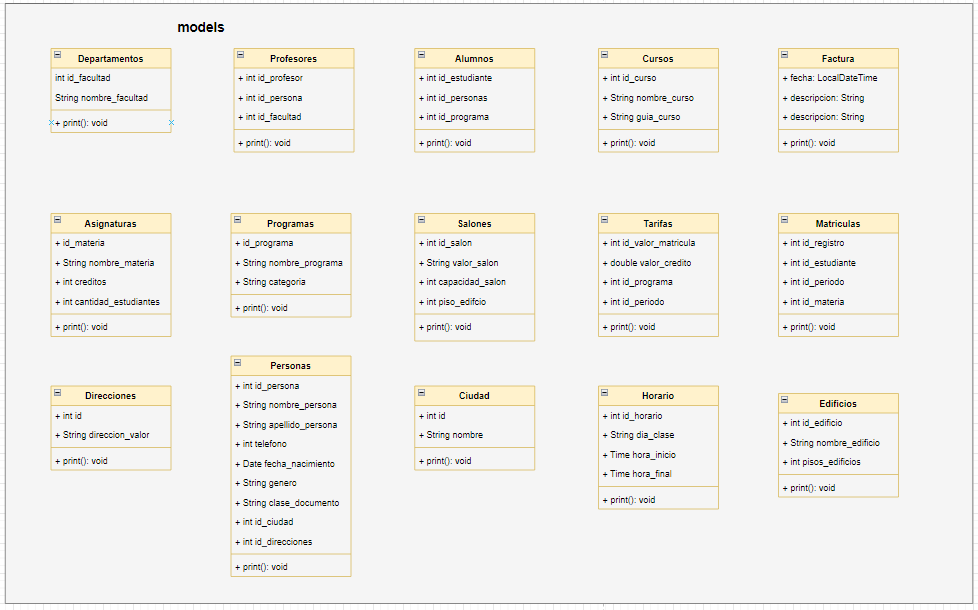 models
Departamentos
int id_facultad
String nombre_facultad
+ print(): void
Profesores
+ int id_profesor
+ int id_persona
+ int id_facultad
+ print(): void
Alumnos
+ int id_estudiante
+ int id_personas
+ int id_programa
+ print(): void
Cursos
+ int id_curso
+ String nombre_curso
+ String guia_curso
+ print(): void
Factura
+ fecha: LocalDateTime
+ descripcion: String
+ descripcion: String
+ print(): void
Asignaturas
+ id_materia
+ String nombre_materia
+ int creditos
+ int cantidad_estudiantes
+ print(): void
Programas
+ id_programa
+ String nombre_programa
+ String categoria
+ print(): void
Salones
+ int id_salon
+ String valor_salon
+ int capacidad_salon
+ int piso_edifcio
+ print(): void
Tarifas
+ int id_valor_matricula
+ double valor_credito
+ int id_programa
+ int id_periodo
+ print(): void
Matriculas
+ int id_registro
+ int id_estudiante
+ int id_periodo
+ int id_materia
+ print(): void
Direcciones
+ int id
+ String direccion_valor
+ print(): void
Personas
+ int id_persona
+ String nombre_persona
+ String apellido_persona
+ int telefono
+ Date fecha_nacimiento
+ String genero
+ String clase_documento
+ int id_ciudad
+ int id_direcciones
+ print(): void
Ciudad
+ int id
+ String nombre
+ print(): void
Horario
+ int id_horario
+ String dia_clase
+ Time hora_inicio
+ Time hora_final
+ print(): void
Edificios
+ int id_edificio
+ String nombre_edificio
+ int pisos_edificios
+ print(): void